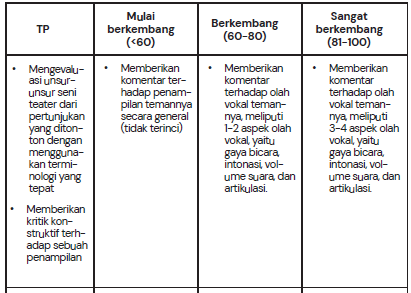 TP
Mulai
berkembang
(<60)
Berkembang
(60-80)
Sangat
berkembang
(81-100)
• Mengevalu-
asi unsur-
unsur seni
teater dari
pertunjukan
yang diton-
ton dengan
mengguna-
kan termi-
nologi yang
tepat
• Memberikan
kritik kon-
struktif terh-
adap sebuah
penampilan
• Memberikan
komentar ter-
hadap penam-
pilan temannya
secara general
(tidak terinci)
• Memberikan
komentar
terhadap olah
vokal teman-
nya, meliputi
1-2 aspek olah
vokal, yaitu
gaya bicara,
intonasi, vol-
ume suara, dan
artikulasi.
• Memberikan
komentar
terhadap olah
vokal teman-
nya, meliputi
3-4 aspek olah
vokal, yaitu
gaya bicara,
intonasi, vol-
ume suara, dan
artikulasi.